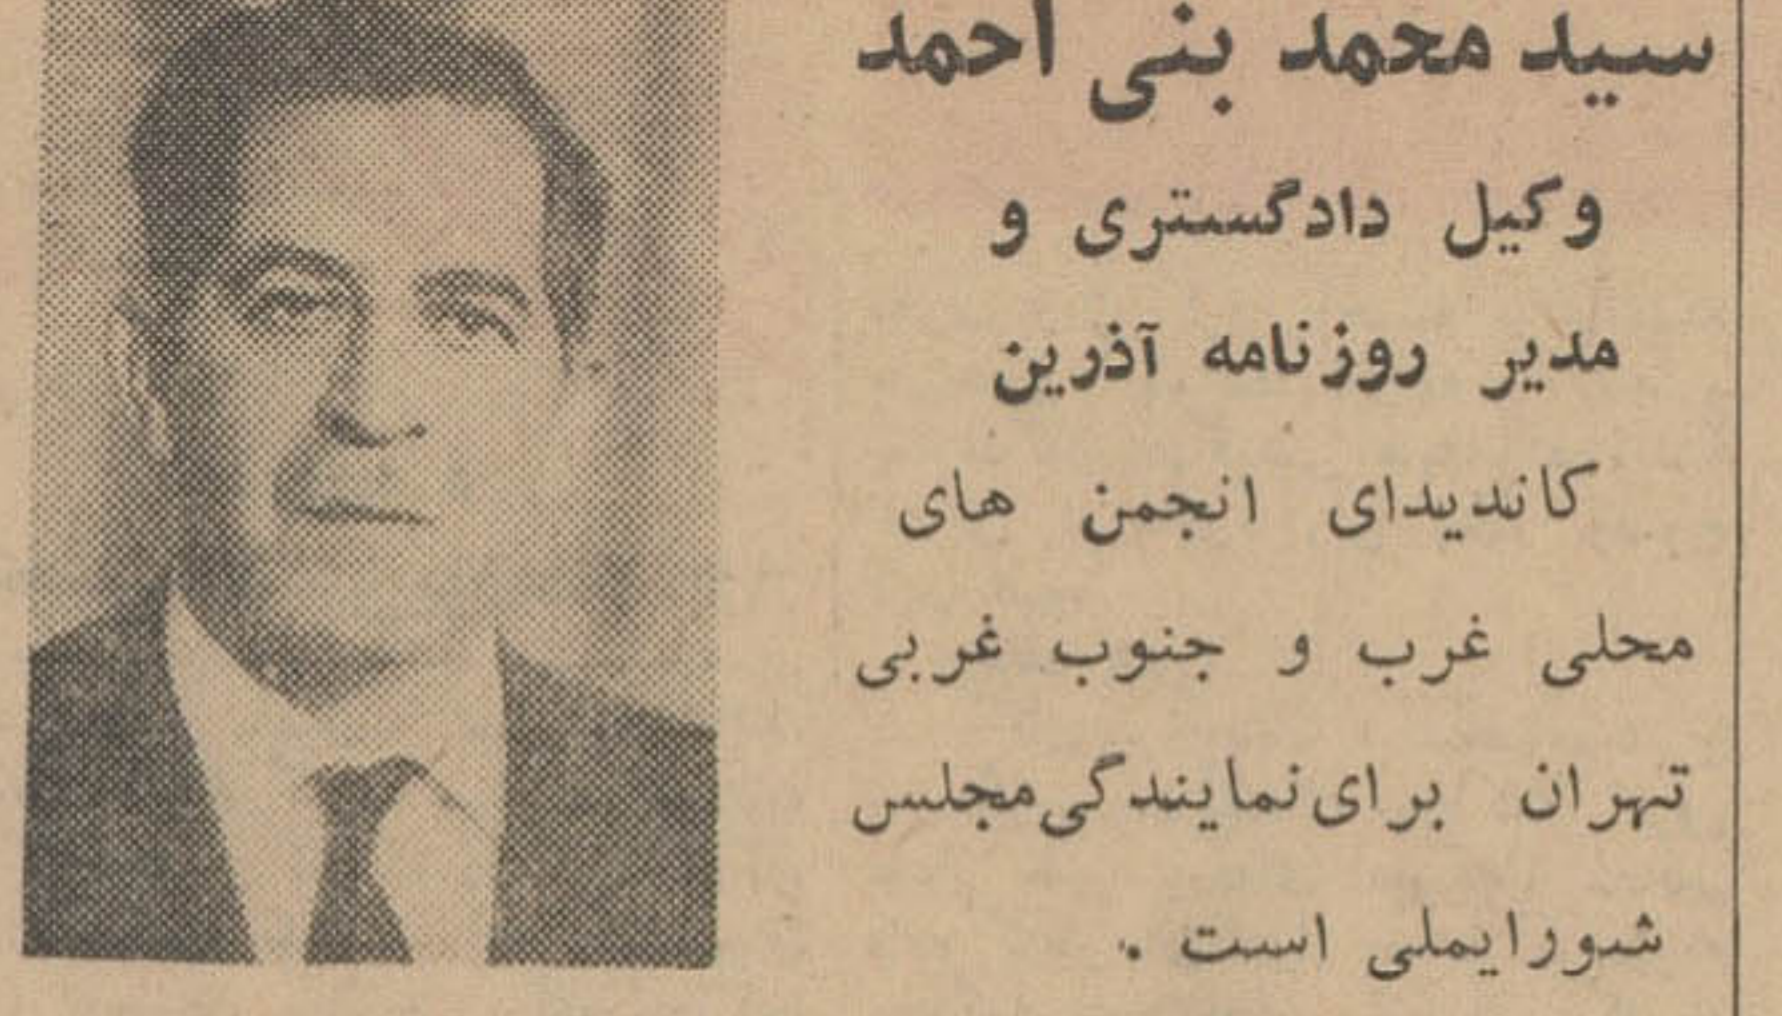 سید محمد بنی احمد
وکیل دادگستری و
مدیر روزنامه آذرین
کاندیدای انجمن های
محلی غرب و جنوب غربی
تهران برای نمایندگی مجلس
شورایملی است .